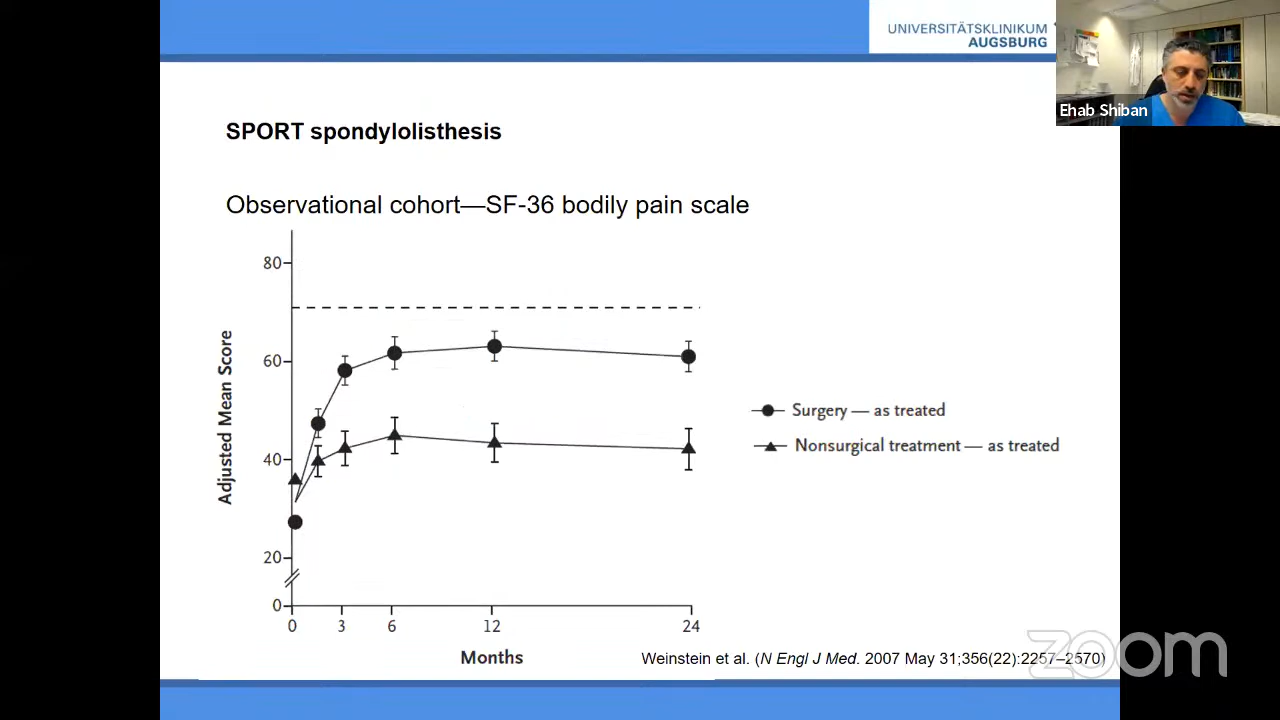 UNIVERSITÄTSKLINIKUM
AUGSBURG
Ehab Shiban
SPORT spondylolisthesis
Observational cohort—SF-36 bodily pain scale
80
60
40
20
0
Adjusted Mean Score
0 3 6 12 24
Months
Surgery — as treated
Nonsurgical treatment — as treated
Weinstein et al. (N Engl J Med. 2007 May 31;356(22):2257–2570)
zoom